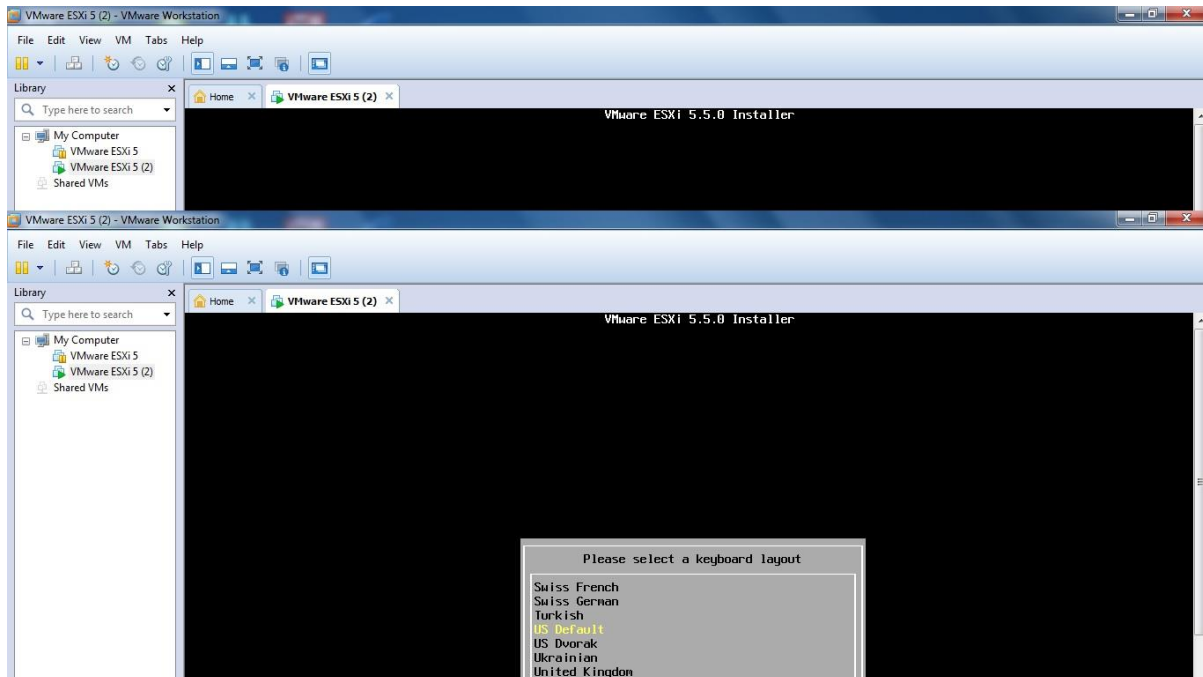 VMware ESXi 5 (2) - VMware Workstation
File Edit View VM Tabs Help
Library
Home
VMware ESXi 5 (2)
Type here to search
VMware ESXi 5.5.0 Installer
My Computer
VMware ESXi 5
VMware ESXi 5 (2)
Shared VMs
VMware ESXi 5 (2) - VMware Workstation
File Edit View VM Tabs Help
Library
Home
VMware ESXi 5 (2)
Type here to search
VMware ESXi 5.5.0 Installer
My Computer
VMware ESXi 5
VMware ESXi 5 (2)
Shared VMs
Please select a keyboard layout
Swiss French
Swiss German
Turkish
US Default
US Dvorak
Ukrainian
United Kingdom